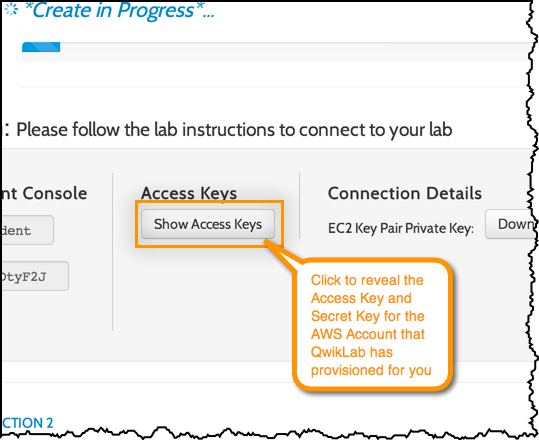 *Create in Progress*...
: Please follow the lab instructions to connect to your lab
nt Console
Access Keys
Connection Details
dent
Show Access Keys
EC2 Key Pair Private Key:
Down
DtyF2J
Click to reveal the
Access Key and
Secret Key for the
AWS Account that
QwikLab has
provisioned for you
CTION 2